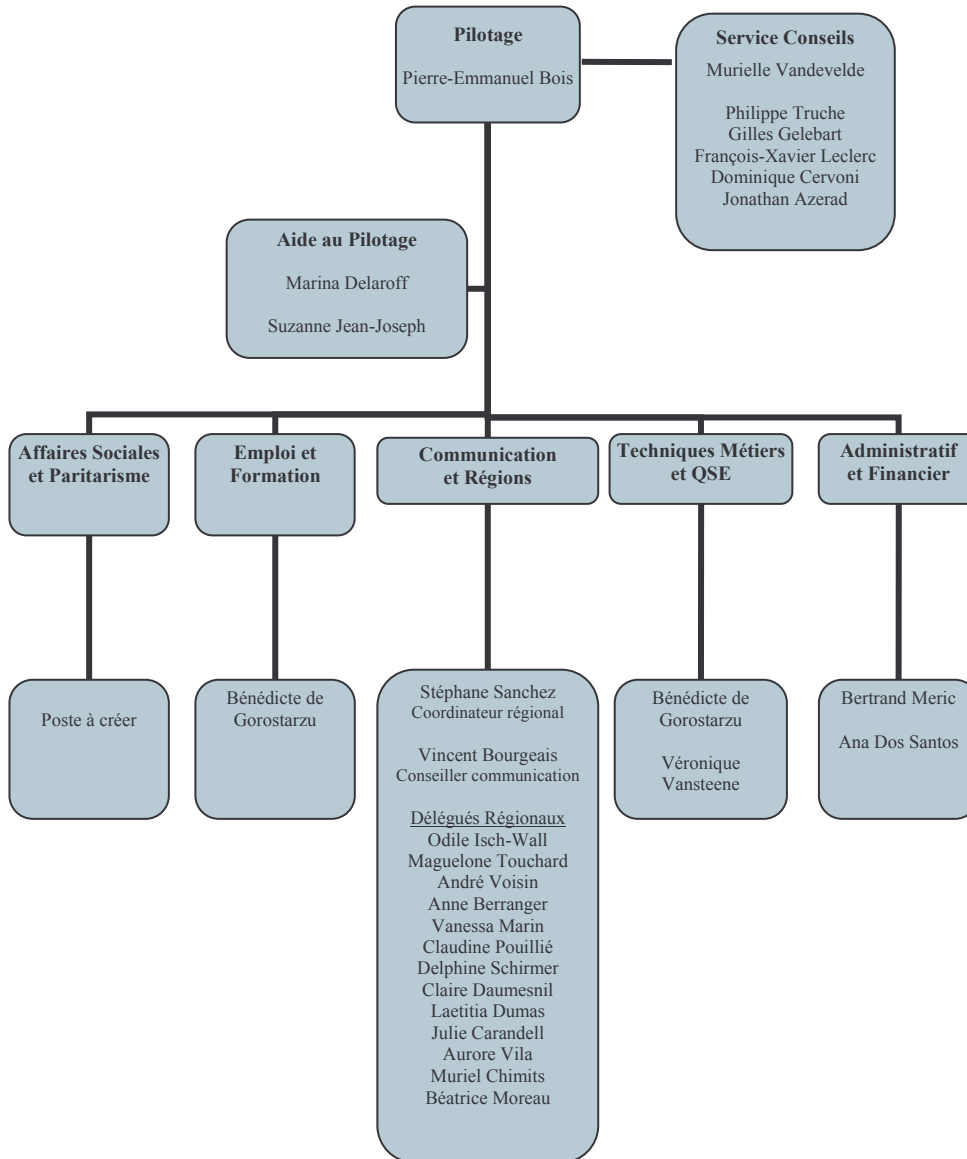 Pilotage
Pierre-Emmanuel Bois
Service Conseils
Murielle Vandevelde
Philippe Truche
Gilles Gelebart
François-Xavier Leclerc
Dominique Cervoni
Jonathan Azerad
Aide au Pilotage
Marina Delaroff
Suzanne Jean-Joseph
Affaires Sociales
et Paritarisme
Emploi et
Formation
Communication
et Régions
Techniques Métiers
et QSE
Administratif
et Financier
Poste à créer
Bénédicte de
Gorostarzu
Stéphane Sanchez
Coordinateur régional
Vincent Bourgeais
Conseiller communication
Délégués Régionaux
Odile Isch-Wall
Maguelone Touchard
André Voisin
Anne Berranger
Vanessa Marin
Claudine Pouillié
Delphine Schirmer
Claire Daumesnil
Laetitia Dumas
Julie Carandell
Aurore Vila
Muriel Chimits
Béatrice Moreau
Bénédicte de
Gorostarzu
Véronique
Vansteene
Bertrand Meric
Ana Dos Santos